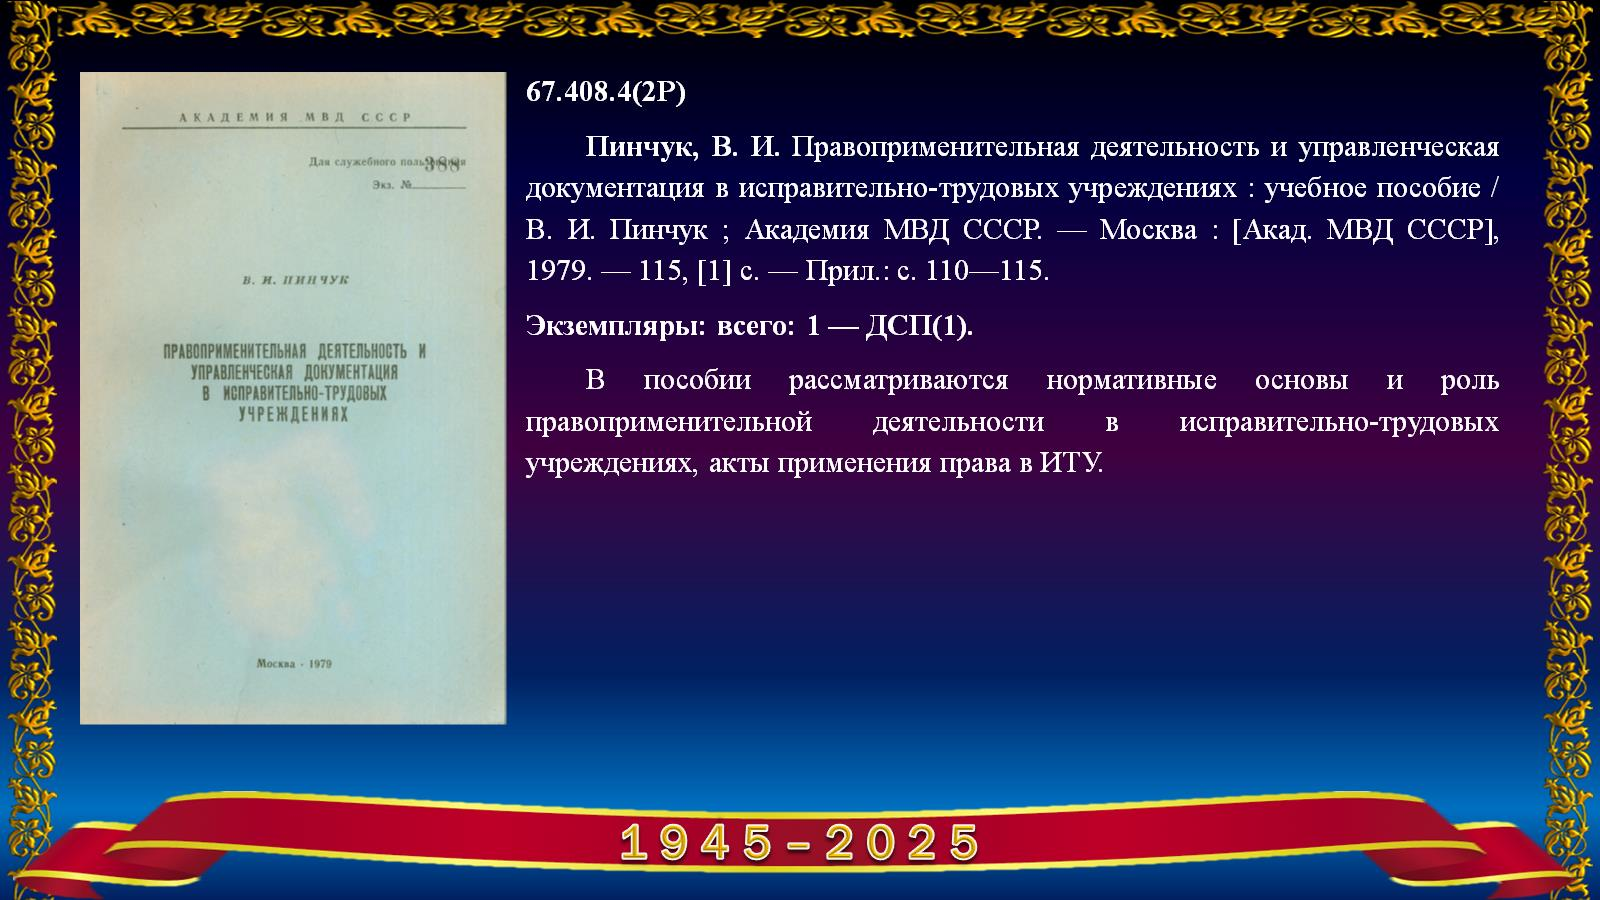 АКАДЕМИЯ МВД СССР
Для служебного пользования
388
Экз. №
В. И. ПИНЧУК
ПРАВОПРИМЕНИТЕЛЬНАЯ ДЕЯТЕЛЬНОСТЬ И
УПРАВЛЕНЧЕСКАЯ ДОКУМЕНТАЦИЯ
В ИСПРАВИТЕЛЬНО-ТРУДОВЫХ
УЧРЕЖДЕНИЯХ
Москва - 1979
67.408.4(2Р)
Пинчук, В. И. Правоприменительная деятельность и управленческая
документация в исправительно-трудовых учреждениях : учебное пособие /
В. И. Пинчук ; Академия МВД СССР. — Москва : [Акад. МВД СССР],
1979. — 115, [1] с. — Прил.: с. 110—115.
Экземпляры: всего: 1 — ДСП(1).
В пособии рассматриваются нормативные основы и роль
правоприменительной деятельности в исправительно-трудовых
учреждениях, акты применения права в ИТУ.
1945–2025